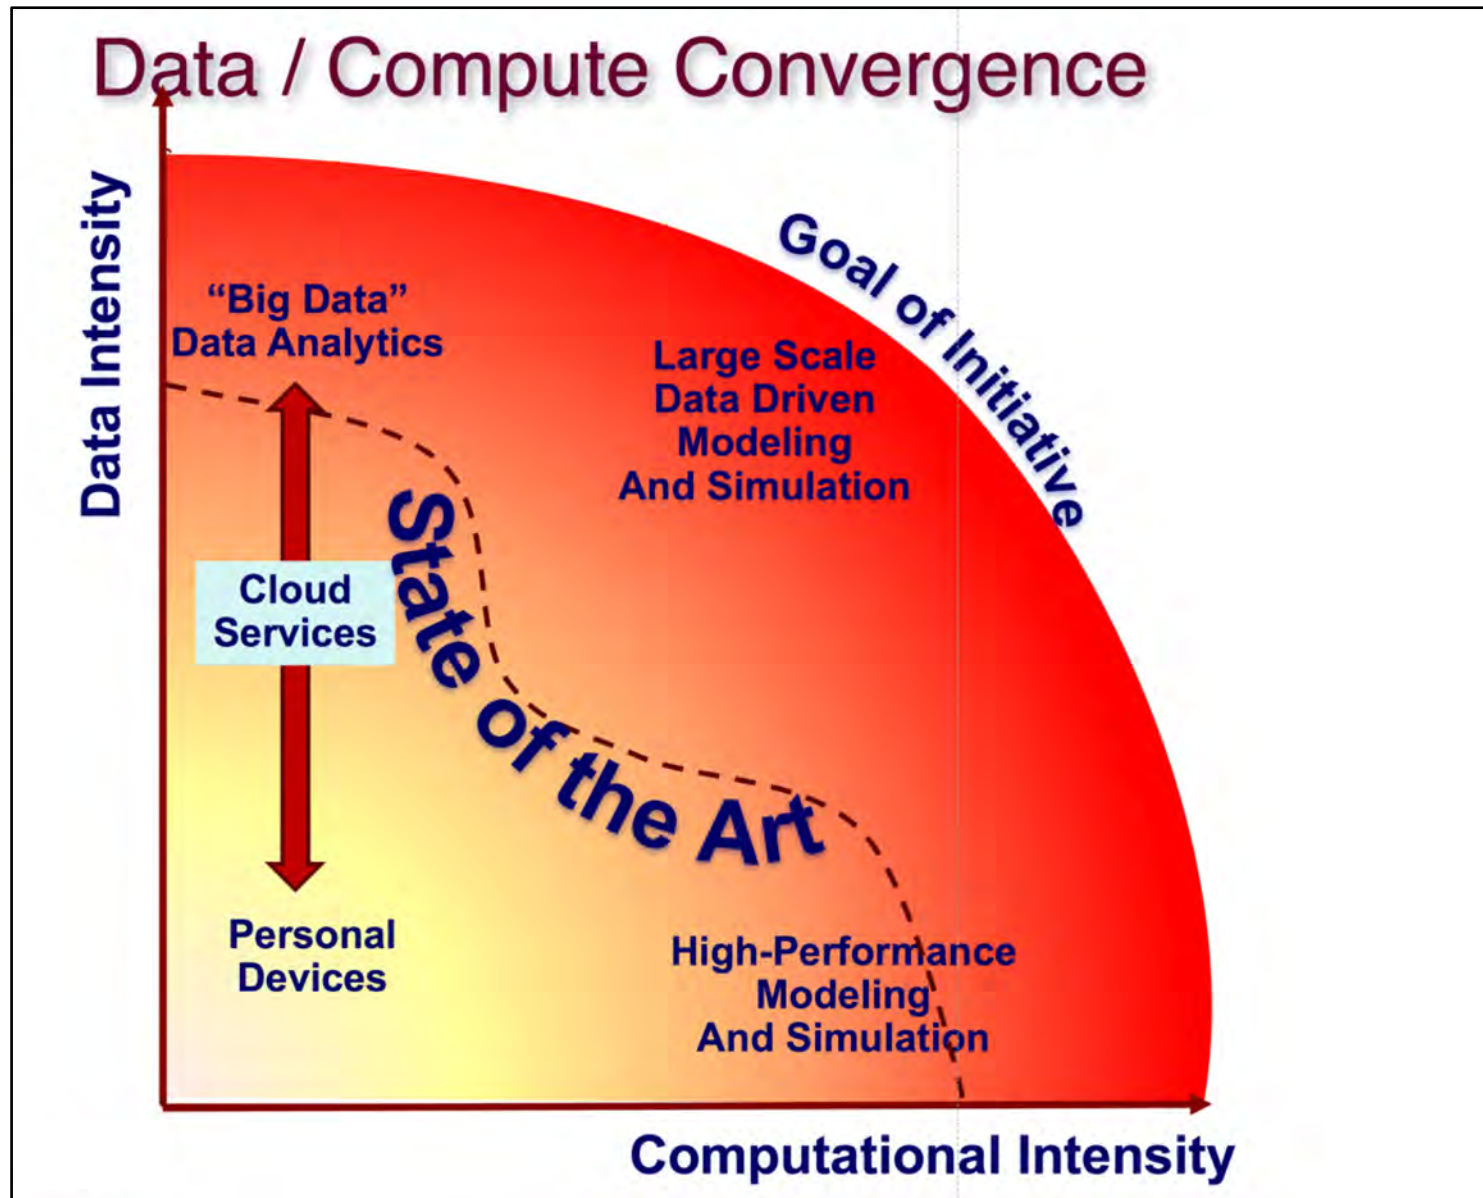 Data / Compute Convergence
Data Intensity
Goal of Initiative
“Big Data”
Data Analytics
Large Scale
Data Driven
Modeling
And Simulation
Cloud
Services
State of the Art
Personal
Devices
High-Performance
Modeling
And Simulation
Computational Intensity